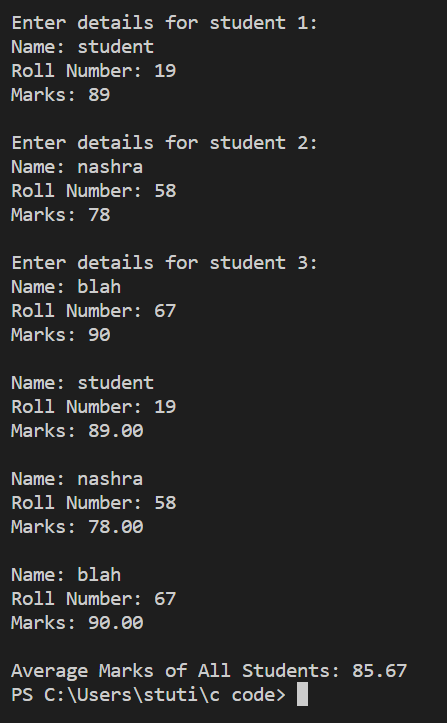 Enter details for student 1:
Name: student
Roll Number: 19
Marks: 89

Enter details for student 2:
Name: nashra
Roll Number: 58
Marks: 78

Enter details for student 3:
Name: blah
Roll Number: 67
Marks: 90

Name: student
Roll Number: 19
Marks: 89.00

Name: nashra
Roll Number: 58
Marks: 78.00

Name: blah
Roll Number: 67
Marks: 90.00

Average Marks of All Students: 85.67
PS C:\Users\stuti\c code>